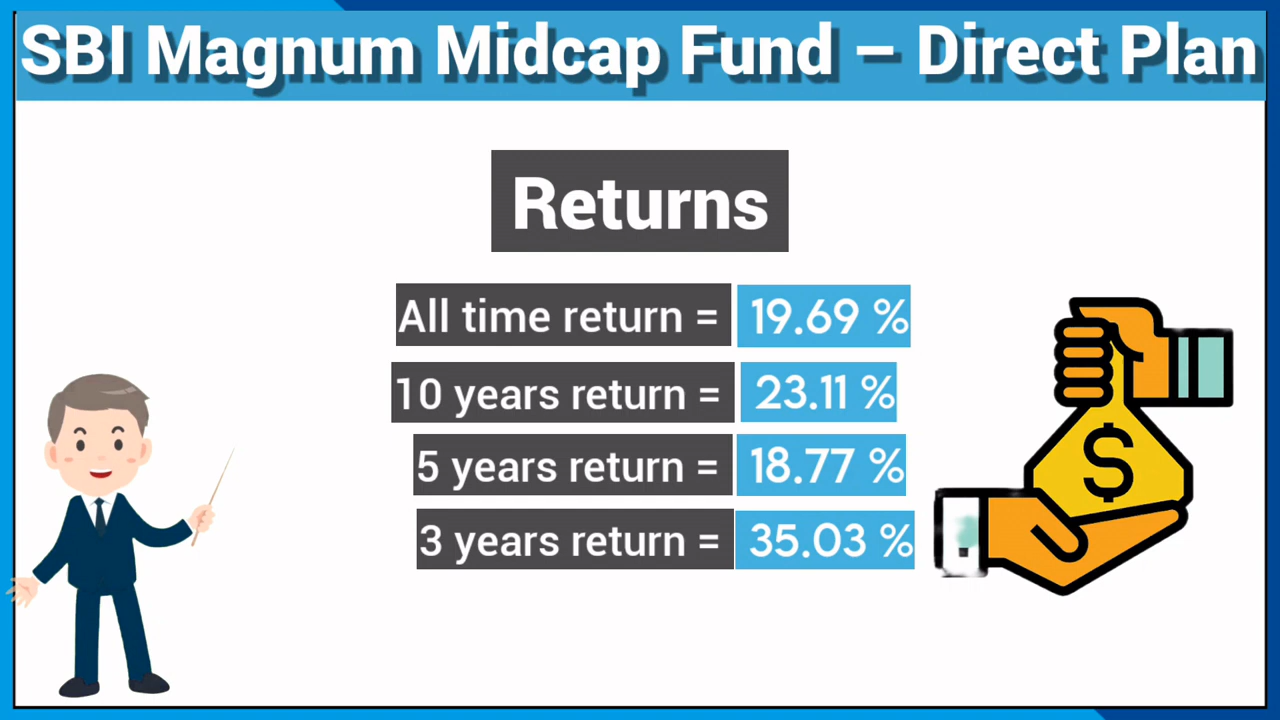 SBI Magnum Midcap Fund – Direct Plan
Returns
All time return = 19.69 %
10 years return = 23.11 %
5 years return = 18.77 %
3 years return = 35.03 %
$